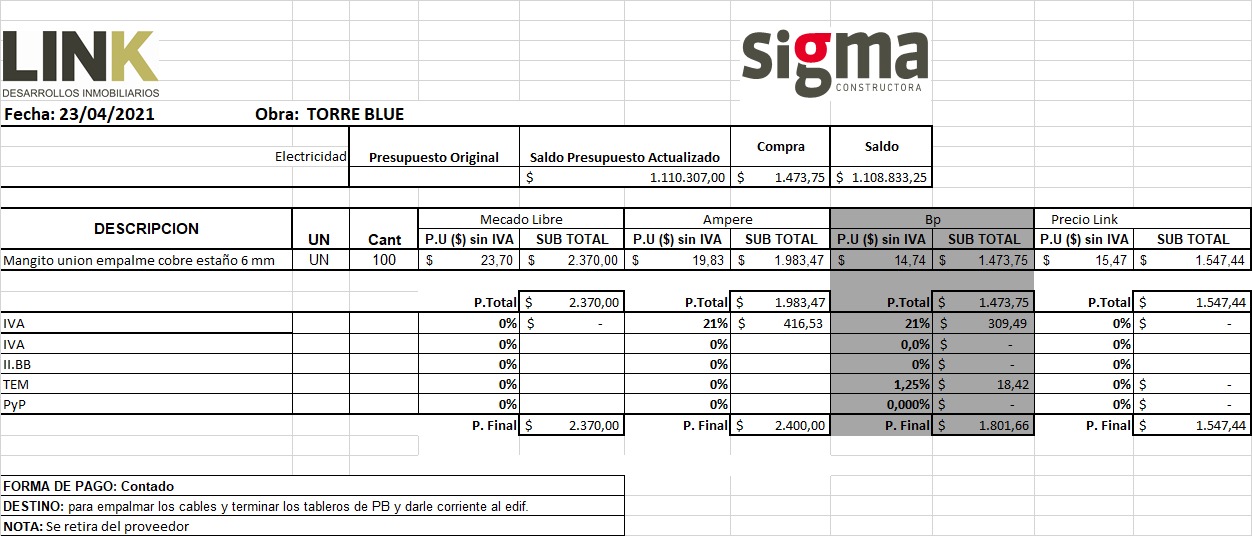 LINK
DESARROLLOS INMOBILIARIOS
sigma
CONSTRUCTORA
Fecha: 23/04/2021 Obra: TORRE BLUE
Electricidad Presupuesto Original Saldo Presupuesto Actualizado Compra Saldo
$ 1.110.307,00 $ 1.473,75 $ 1.108.833,25
DESCRIPCION UN Cant Mecado Libre Ampere Bp Precio Link
P.U ($) sin IVA SUB TOTAL P.U ($) sin IVA SUB TOTAL P.U ($) sin IVA SUB TOTAL P.U ($) sin IVA SUB TOTAL
Mangito union empalme cobre estaño 6 mm UN 100 $ 23,70 $ 2.370,00 $ 19,83 $ 1.983,47 $ 14,74 $ 1.473,75 $ 15,47 $ 1.547,44
P.Total $ 2.370,00 P.Total $ 1.983,47 P.Total $ 1.473,75 P.Total $ 1.547,44
IVA 0% $ - 21% $ 416,53 21% $ 309,49 0% $ -
IVA 0% 0% 0,0% $ - 0%
II.BB 0% 0% 0% $ - 0%
TEM 0% 0% 1,25% $ 18,42 0% $ -
PyP 0% 0% 0,000% $ - 0% $ -
P. Final $ 2.370,00 P. Final $ 2.400,00 P. Final $ 1.801,66 P. Final $ 1.547,44
FORMA DE PAGO: Contado
DESTINO: para empalmar los cables y terminar los tableros de PB y darle corriente al edif.
NOTA: Se retira del proveedor